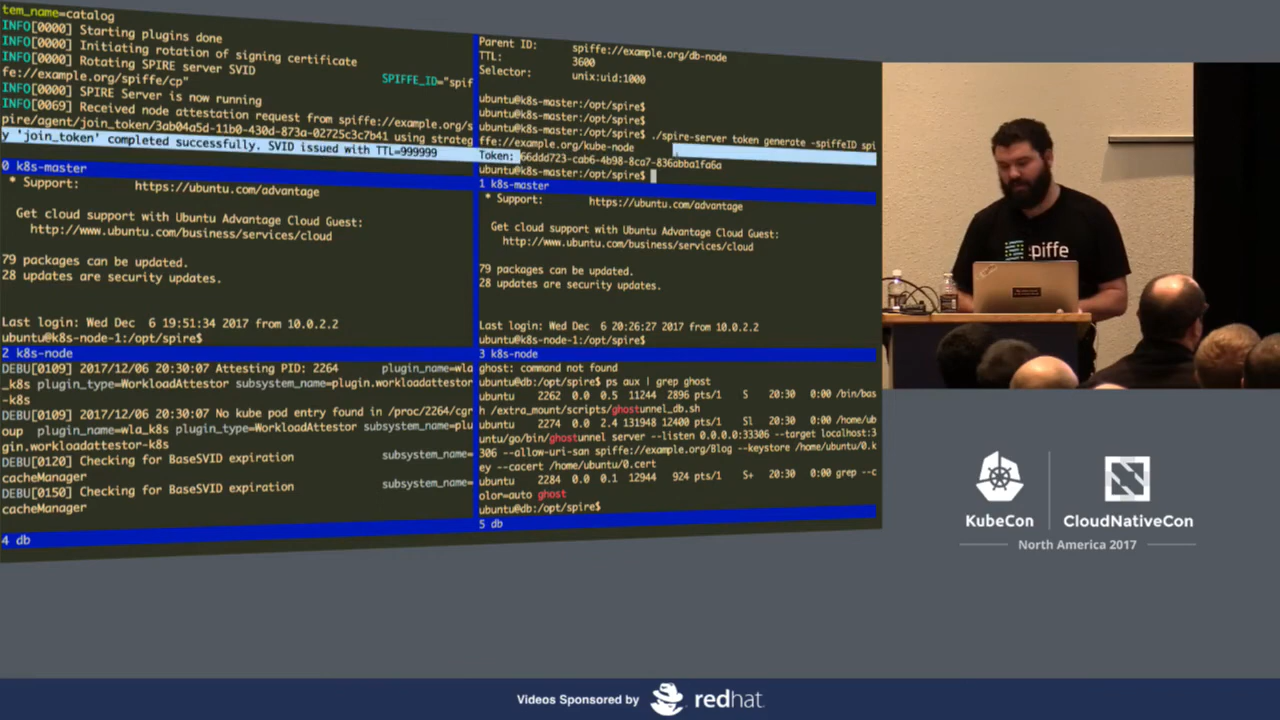 tem_name=catalog
INFO[0000] Starting plugins done
INFO[0000] Initiating rotation of signing certificate
INFO[0000] Rotating SPIRE server SVID SPIFFE_ID="spif
fe://example.org/spiffe/cp"
INFO[0000] SPIRE Server is now running
INFO[0069] Received node attestation request from spiffe://example.org/s
pire/agent/join_token/3ab04a5d-11b0-430d-873a-02725c3c7b41 using strateg
y 'join_token' completed successfully. SVID issued with TTL=999999
0 k8s-master
Parent ID: spiffe://example.org/db-node
TTL: 3600
Selector: unix:uid:1000
ubuntu@k8s-master:/opt/spire$
ubuntu@k8s-master:/opt/spire$
ubuntu@k8s-master:/opt/spire$ ./spire-server token generate -spiffeID spi
ffe://example.org/kube-node
Token: 66ddd723-cab6-4b98-8ca7-836abba1fa6a
ubuntu@k8s-master:/opt/spire$
1 k8s-master
* Support: https://ubuntu.com/advantage
Get cloud support with Ubuntu Advantage Cloud Guest:
http://www.ubuntu.com/business/services/cloud
79 packages can be updated.
28 updates are security updates.
Last login: Wed Dec 6 19:51:34 2017 from 10.0.2.2
ubuntu@k8s-node-1:/opt/spire$
2 k8s-node
* Support: https://ubuntu.com/advantage
Get cloud support with Ubuntu Advantage Cloud Guest:
http://www.ubuntu.com/business/services/cloud
79 packages can be updated.
28 updates are security updates.
Last login: Wed Dec 6 20:26:27 2017 from 10.0.2.2
ubuntu@k8s-node-1:/opt/spire$
3 k8s-node
DEBU[0109] 2017/12/06 20:30:07 Attesting PID: 2264 plugin_name=wla
_k8s plugin_type=WorkloadAttestor subsystem_name=plugin.workloadattestor
-k8s
DEBU[0109] 2017/12/06 20:30:07 No kube pod entry found in /proc/2264/cgr
oup plugin_name=wla_k8s plugin_type=WorkloadAttestor subsystem_name=plu
gin.workloadattestor-k8s
DEBU[0120] Checking for BaseSVID expiration subsystem_name=
cacheManager
DEBU[0150] Checking for BaseSVID expiration subsystem_name=
cacheManager
4 db
ghost: command not found
ubuntu@db:/opt/spire$ ps aux | grep ghost
ubuntu 2262 0.0 0.5 11244 2896 pts/1 S 20:30 0:00 /bin/bas
h /extra_mount/scripts/ghostunnel_db.sh
ubuntu 2274 0.0 2.4 131948 12400 pts/1 Sl 20:30 0:00 /home/ub
untu/go/bin/ghostunnel server --listen 0.0.0.0:33306 --target localhost:3
306 --allow-uri-san spiffe://example.org/Blog --keystore /home/ubuntu/0.k
ey --cacert /home/ubuntu/0.cert
ubuntu 2284 0.0 0.1 12944 924 pts/1 S+ 20:30 0:00 grep --c
olor=auto ghost
ubuntu@db:/opt/spire$
5 db
spiffe
KubeCon
CloudNativeCon
North America 2017
Videos Sponsored by
redhat